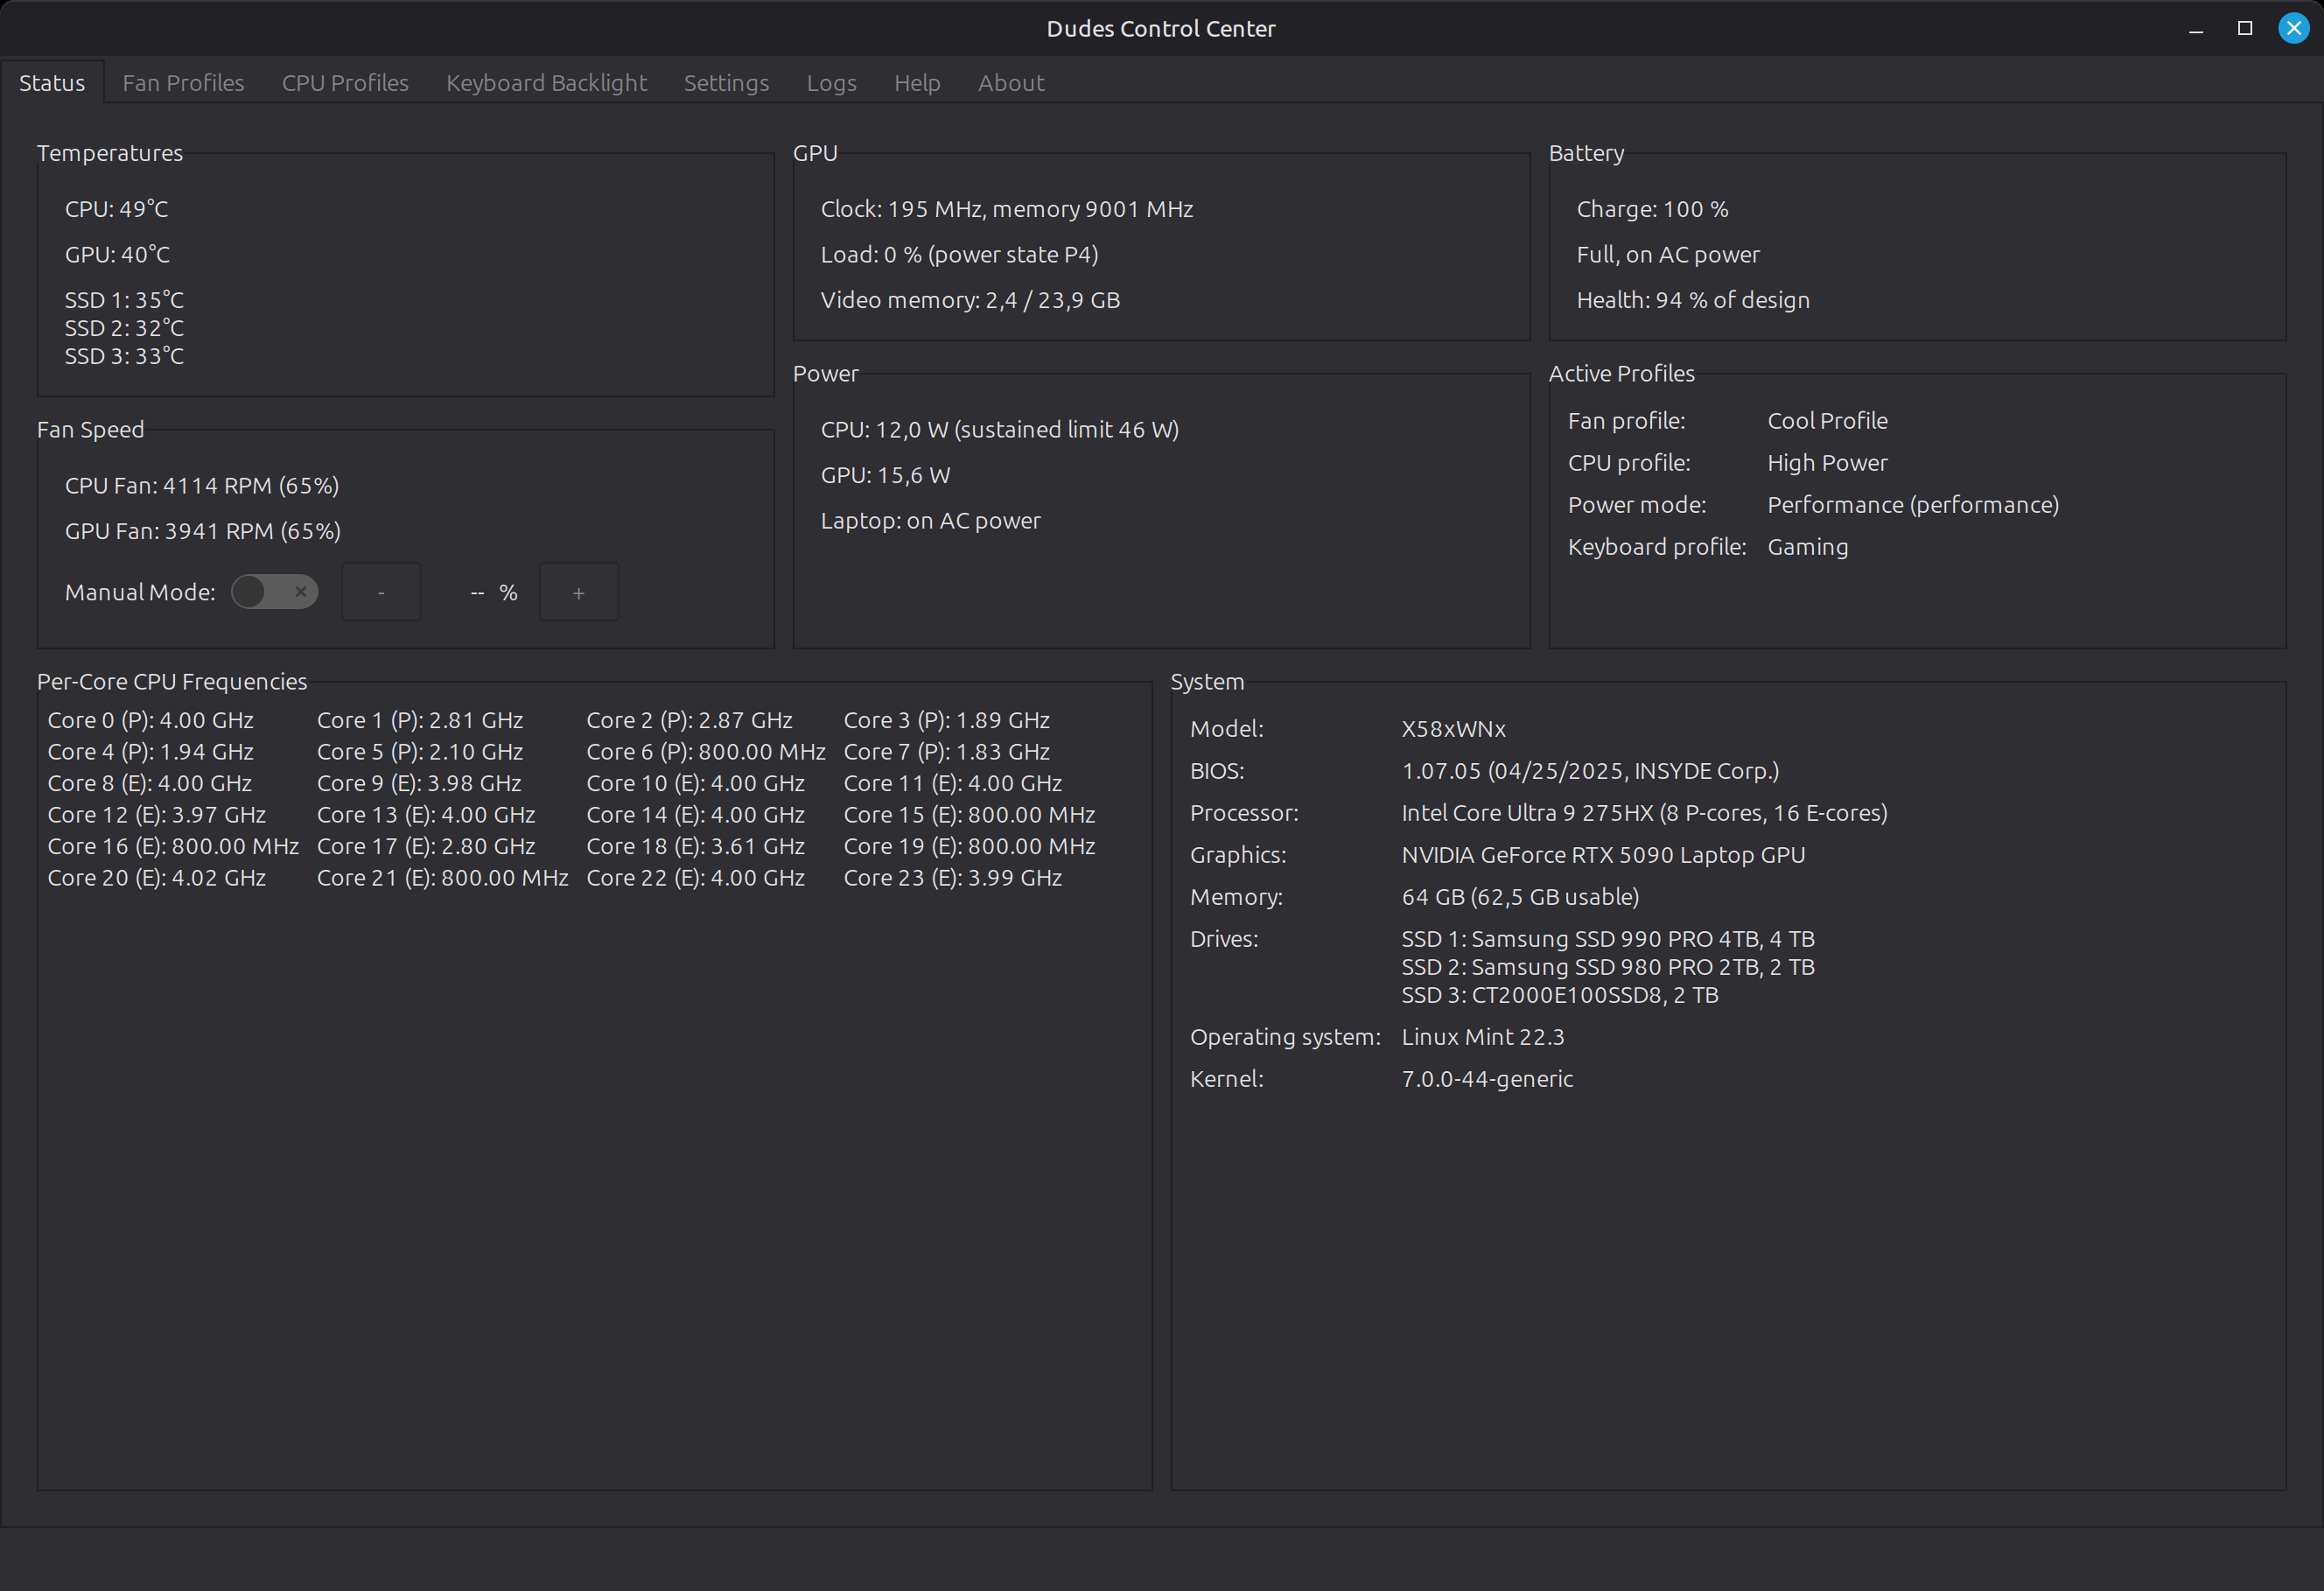 Dudes Control Center
Status Fan Profiles CPU Profiles Keyboard Backlight Settings Logs Help About
Temperatures
CPU: 49°C
GPU: 40°C
SSD 1: 35°C
SSD 2: 32°C
SSD 3: 33°C
Fan Speed
CPU Fan: 4114 RPM (65%)
GPU Fan: 3941 RPM (65%)
Manual Mode: - -- % +
GPU
Clock: 195 MHz, memory 9001 MHz
Load: 0 % (power state P4)
Video memory: 2,4 / 23,9 GB
Power
CPU: 12,0 W (sustained limit 46 W)
GPU: 15,6 W
Laptop: on AC power
Battery
Charge: 100 %
Full, on AC power
Health: 94 % of design
Active Profiles
Fan profile: Cool Profile
CPU profile: High Power
Power mode: Performance (performance)
Keyboard profile: Gaming
Per-Core CPU Frequencies
Core 0 (P): 4.00 GHz Core 1 (P): 2.81 GHz Core 2 (P): 2.87 GHz Core 3 (P): 1.89 GHz
Core 4 (P): 1.94 GHz Core 5 (P): 2.10 GHz Core 6 (P): 800.00 MHz Core 7 (P): 1.83 GHz
Core 8 (E): 4.00 GHz Core 9 (E): 3.98 GHz Core 10 (E): 4.00 GHz Core 11 (E): 4.00 GHz
Core 12 (E): 3.97 GHz Core 13 (E): 4.00 GHz Core 14 (E): 4.00 GHz Core 15 (E): 800.00 MHz
Core 16 (E): 800.00 MHz Core 17 (E): 2.80 GHz Core 18 (E): 3.61 GHz Core 19 (E): 800.00 MHz
Core 20 (E): 4.02 GHz Core 21 (E): 800.00 MHz Core 22 (E): 4.00 GHz Core 23 (E): 3.99 GHz
System
Model: X58xWNx
BIOS: 1.07.05 (04/25/2025, INSYDE Corp.)
Processor: Intel Core Ultra 9 275HX (8 P-cores, 16 E-cores)
Graphics: NVIDIA GeForce RTX 5090 Laptop GPU
Memory: 64 GB (62,5 GB usable)
Drives: SSD 1: Samsung SSD 990 PRO 4TB, 4 TB
SSD 2: Samsung SSD 980 PRO 2TB, 2 TB
SSD 3: CT2000E100SSD8, 2 TB
Operating system: Linux Mint 22.3
Kernel: 7.0.0-44-generic